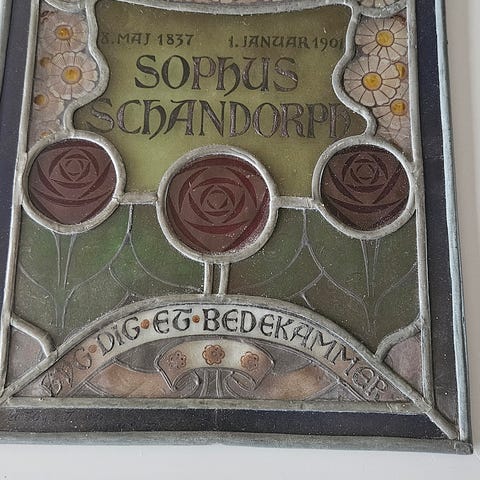 8. MAJ 1837 1. JANUAR 1901
SOPHUS
SCHANDORPH
BYG · DIG · ET · BEDEKAMMER